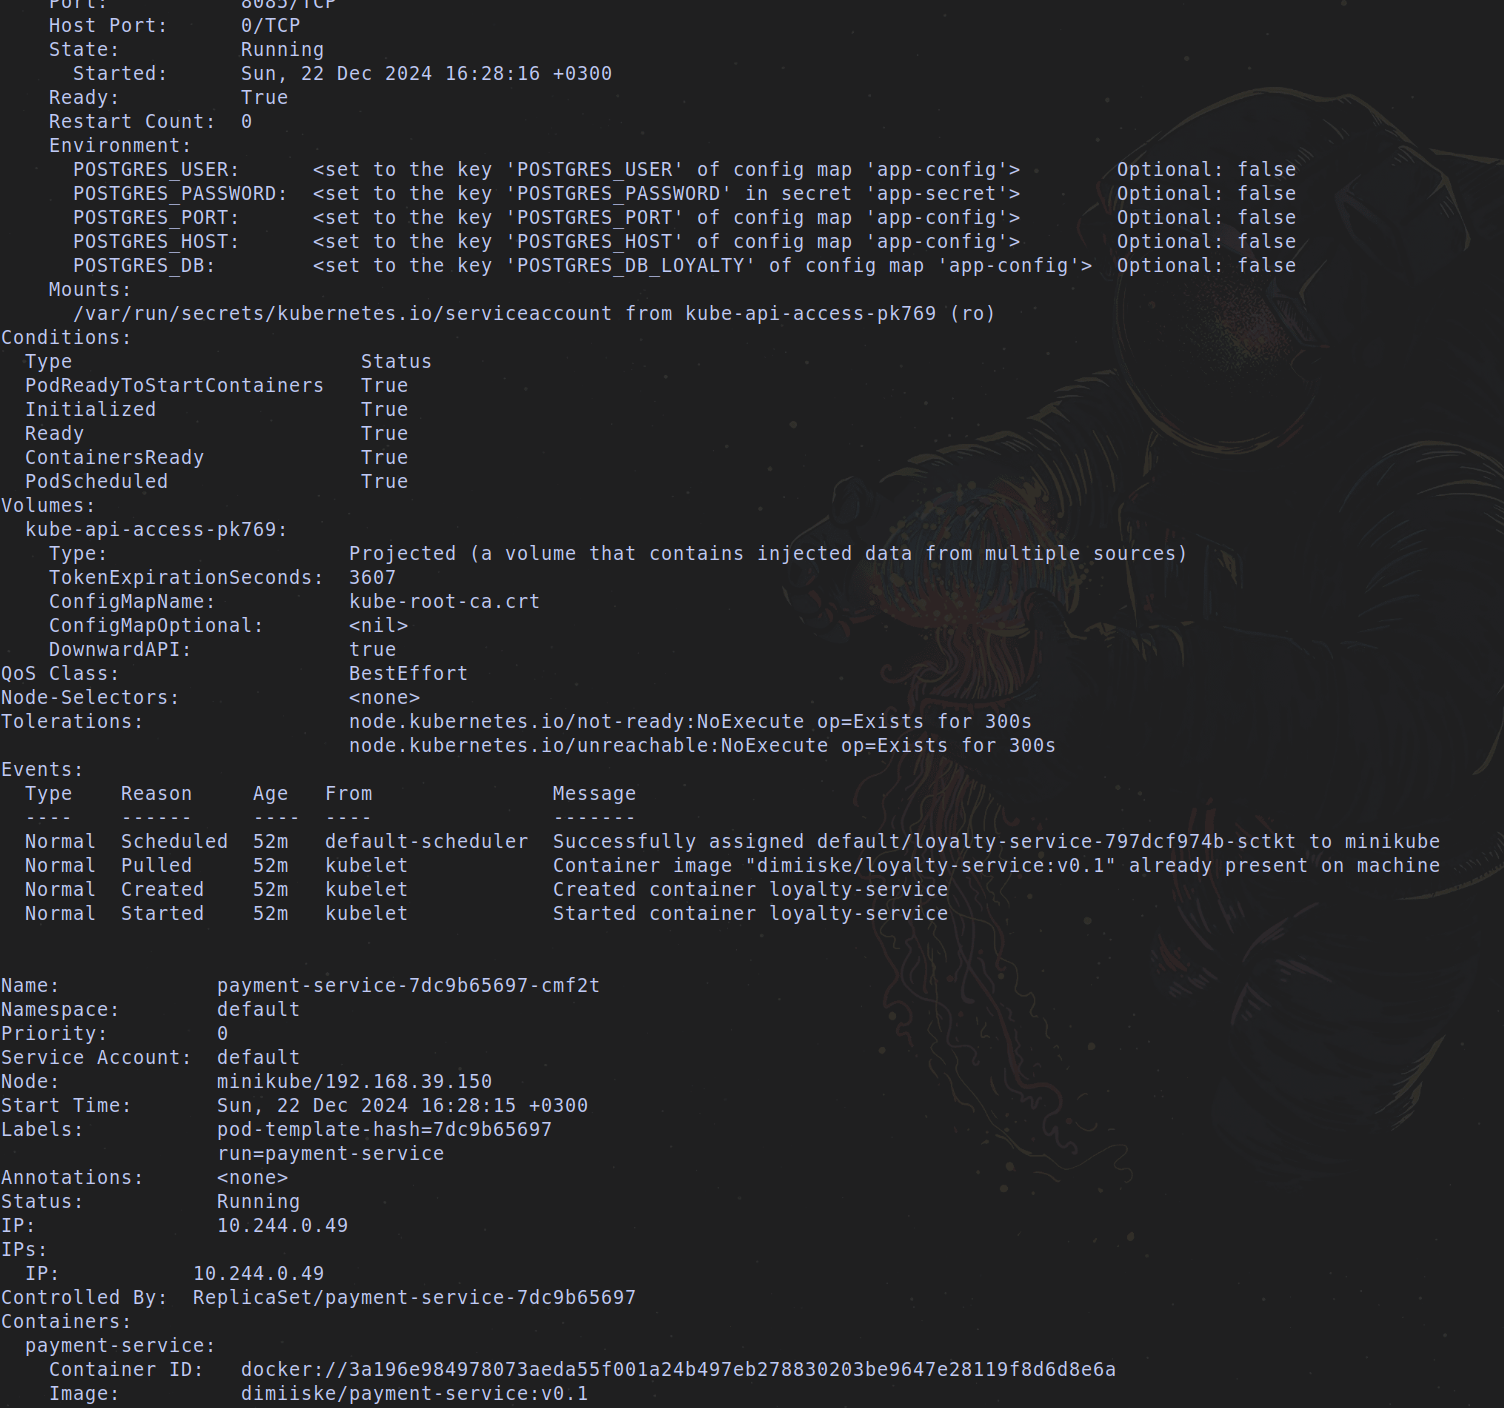 Port: 8085/TCP
Host Port: 0/TCP
State: Running
Started: Sun, 22 Dec 2024 16:28:16 +0300
Ready: True
Restart Count: 0
Environment:
POSTGRES_USER: <set to the key 'POSTGRES_USER' of config map 'app-config'> Optional: false
POSTGRES_PASSWORD: <set to the key 'POSTGRES_PASSWORD' in secret 'app-secret'> Optional: false
POSTGRES_PORT: <set to the key 'POSTGRES_PORT' of config map 'app-config'> Optional: false
POSTGRES_HOST: <set to the key 'POSTGRES_HOST' of config map 'app-config'> Optional: false
POSTGRES_DB: <set to the key 'POSTGRES_DB_LOYALTY' of config map 'app-config'> Optional: false
Mounts:
/var/run/secrets/kubernetes.io/serviceaccount from kube-api-access-pk769 (ro)
Conditions:
Type Status
PodReadyToStartContainers True
Initialized True
Ready True
ContainersReady True
PodScheduled True
Volumes:
kube-api-access-pk769:
Type: Projected (a volume that contains injected data from multiple sources)
TokenExpirationSeconds: 3607
ConfigMapName: kube-root-ca.crt
ConfigMapOptional: <nil>
DownwardAPI: true
QoS Class: BestEffort
Node-Selectors: <none>
Tolerations: node.kubernetes.io/not-ready:NoExecute op=Exists for 300s
node.kubernetes.io/unreachable:NoExecute op=Exists for 300s
Events:
Type Reason Age From Message
---- ------ ---- ---- -------
Normal Scheduled 52m default-scheduler Successfully assigned default/loyalty-service-797dcf974b-sctkt to minikube
Normal Pulled 52m kubelet Container image "dimiiske/loyalty-service:v0.1" already present on machine
Normal Created 52m kubelet Created container loyalty-service
Normal Started 52m kubelet Started container loyalty-service
Name: payment-service-7dc9b65697-cmf2t
Namespace: default
Priority: 0
Service Account: default
Node: minikube/192.168.39.150
Start Time: Sun, 22 Dec 2024 16:28:15 +0300
Labels: pod-template-hash=7dc9b65697
run=payment-service
Annotations: <none>
Status: Running
IP: 10.244.0.49
IPs:
IP: 10.244.0.49
Controlled By: ReplicaSet/payment-service-7dc9b65697
Containers:
payment-service:
Container ID: docker://3a196e984978073aeda55f001a24b497eb278830203be9647e28119f8d6d8e6a
Image: dimiiske/payment-service:v0.1